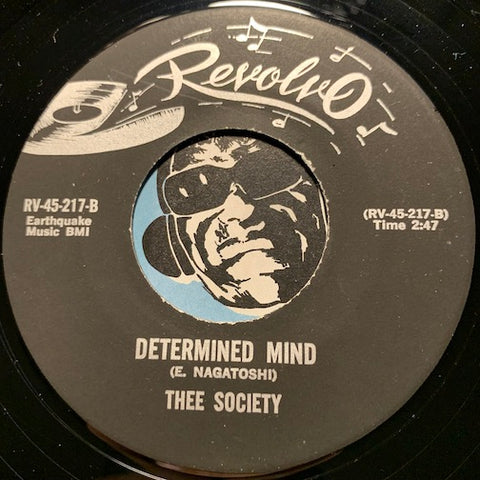 Revolvo
RV-45-217-B
Earthquake
Music BMI
(RV-45-217-B)
Time 2:47
DETERMINED MIND
(E. NAGATOSHI)
THEE SOCIETY